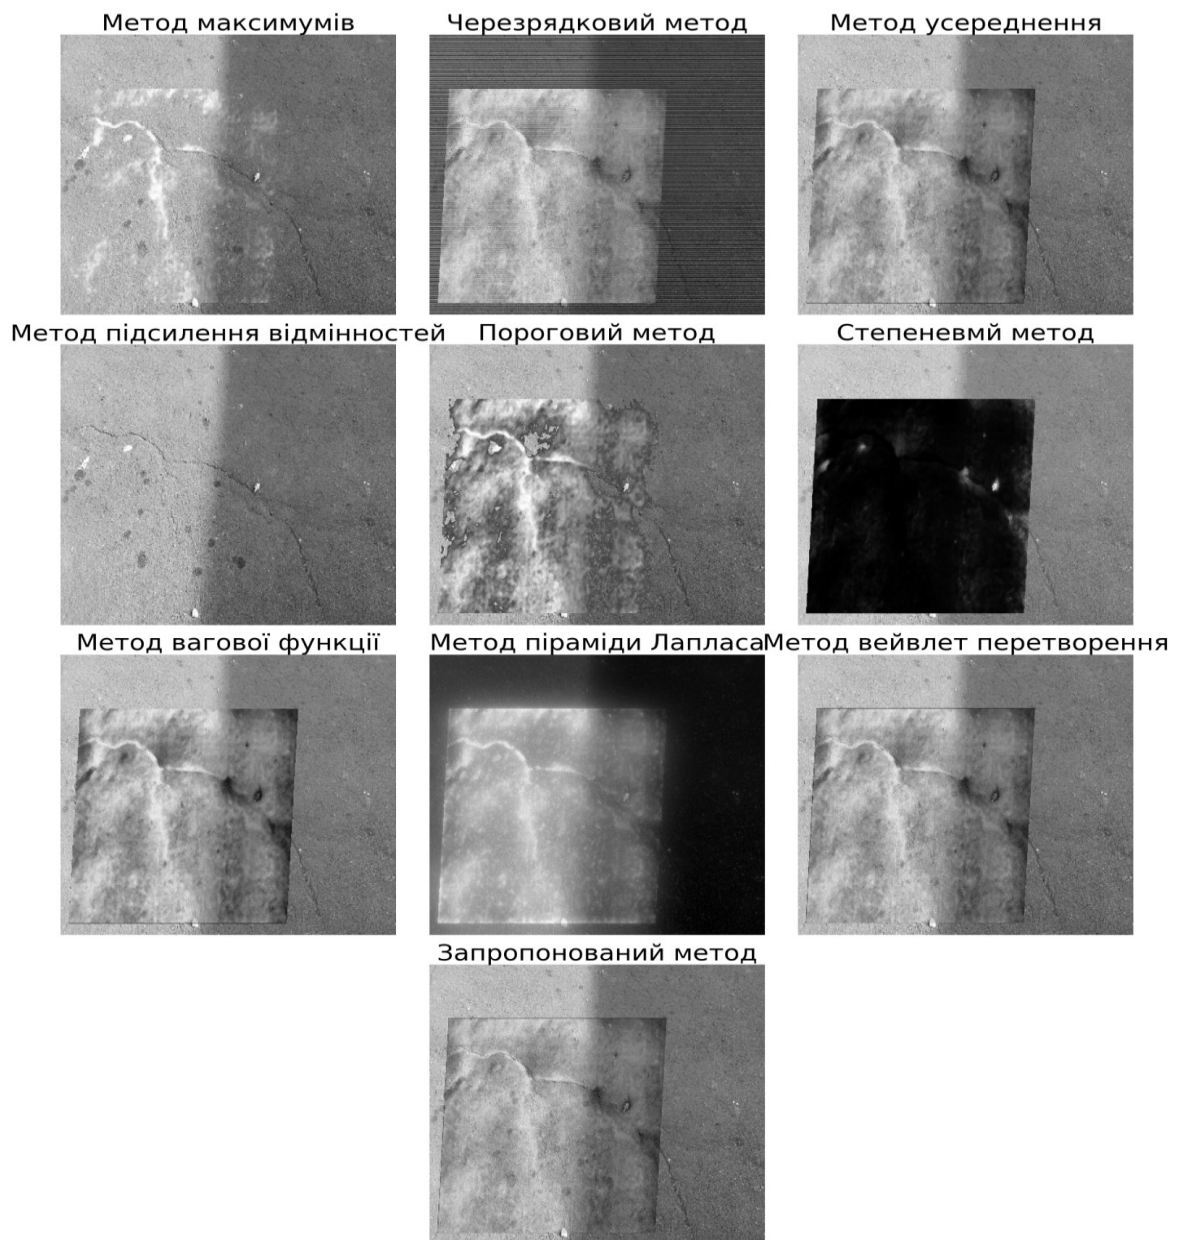 Метод максимумів
Черезрядковий метод
Метод усереднення
Метод підсилення відмінностей
Пороговий метод
Степеневмй метод
Метод вагової функції
Метод піраміди Лапласа
Метод вейвлет перетворення
Запропонований метод